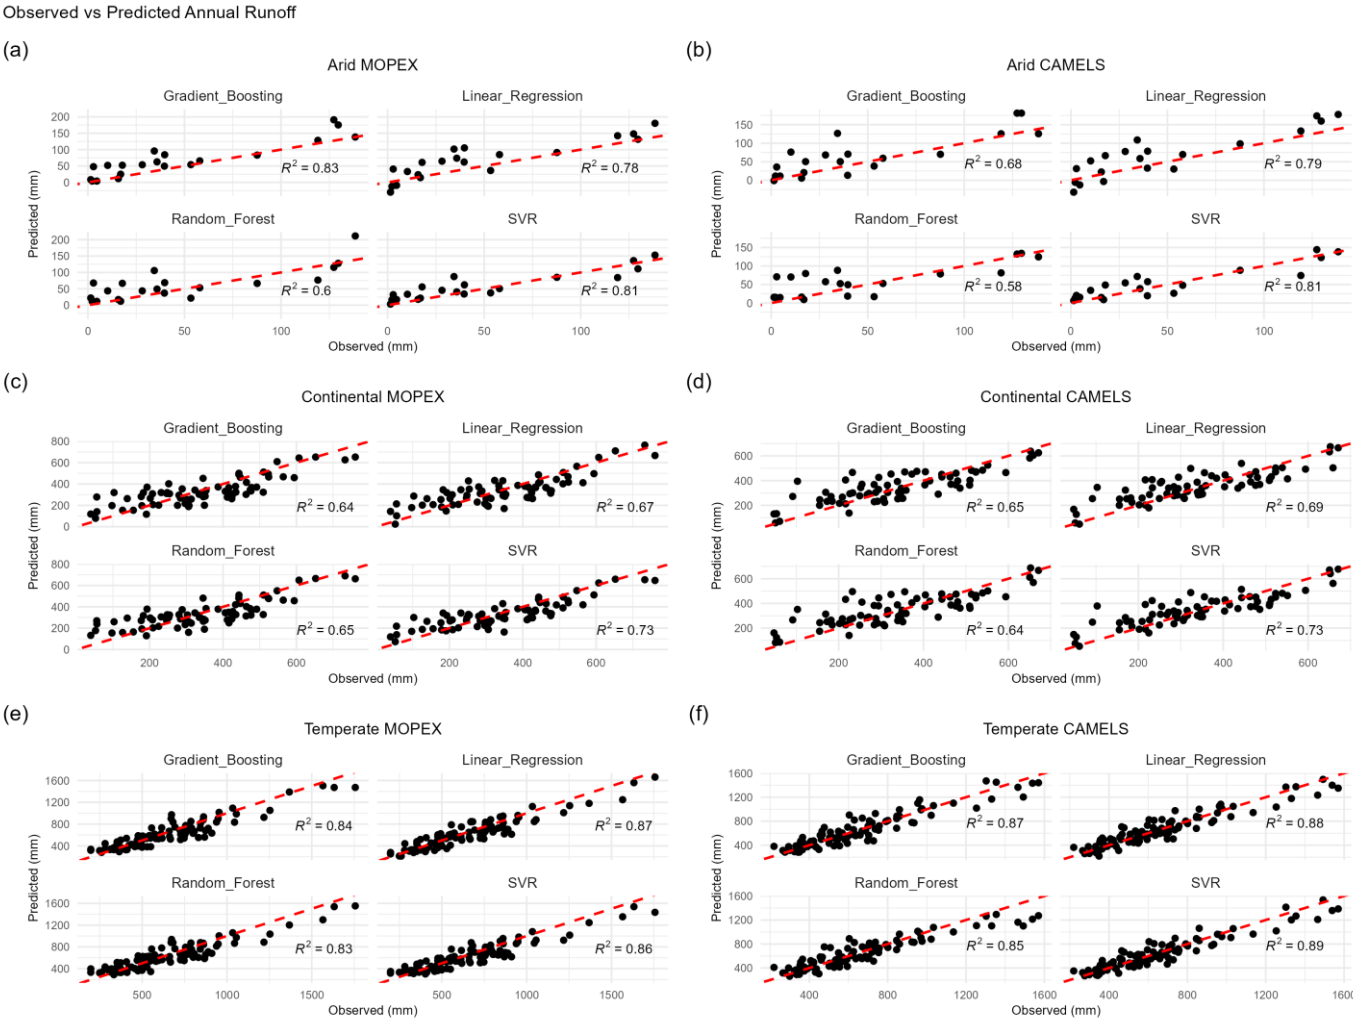 Observed vs Predicted Annual Runoff
(a)
Arid MOPEX
Gradient_Boosting
Linear_Regression
200
150
100
50
0
R² = 0.83
R² = 0.78
Random_Forest
SVR
200
150
100
50
0
R² = 0.6
R² = 0.81
0
50
100
0
50
100
Predicted (mm)
Observed (mm)
(b)
Arid CAMELS
Gradient_Boosting
Linear_Regression
150
100
50
0
R² = 0.68
R² = 0.79
Random_Forest
SVR
150
100
50
0
R² = 0.58
R² = 0.81
0
50
100
0
50
100
Predicted (mm)
Observed (mm)
(c)
Continental MOPEX
Gradient_Boosting
Linear_Regression
800
600
400
200
0
R² = 0.64
R² = 0.67
Random_Forest
SVR
800
600
400
200
0
R² = 0.65
R² = 0.73
200
400
600
200
400
600
Predicted (mm)
Observed (mm)
(d)
Continental CAMELS
Gradient_Boosting
Linear_Regression
600
400
200
R² = 0.65
R² = 0.69
Random_Forest
SVR
600
400
200
R² = 0.64
R² = 0.73
200
400
600
200
400
600
Predicted (mm)
Observed (mm)
(e)
Temperate MOPEX
Gradient_Boosting
Linear_Regression
1600
1200
800
400
R² = 0.84
R² = 0.87
Random_Forest
SVR
1600
1200
800
400
R² = 0.83
R² = 0.86
500
1000
1500
500
1000
1500
Predicted (mm)
Observed (mm)
(f)
Temperate CAMELS
Gradient_Boosting
Linear_Regression
1600
1200
800
400
R² = 0.87
R² = 0.88
Random_Forest
SVR
1600
1200
800
400
R² = 0.85
R² = 0.89
400
800
1200
1600
400
800
1200
1600
Predicted (mm)
Observed (mm)